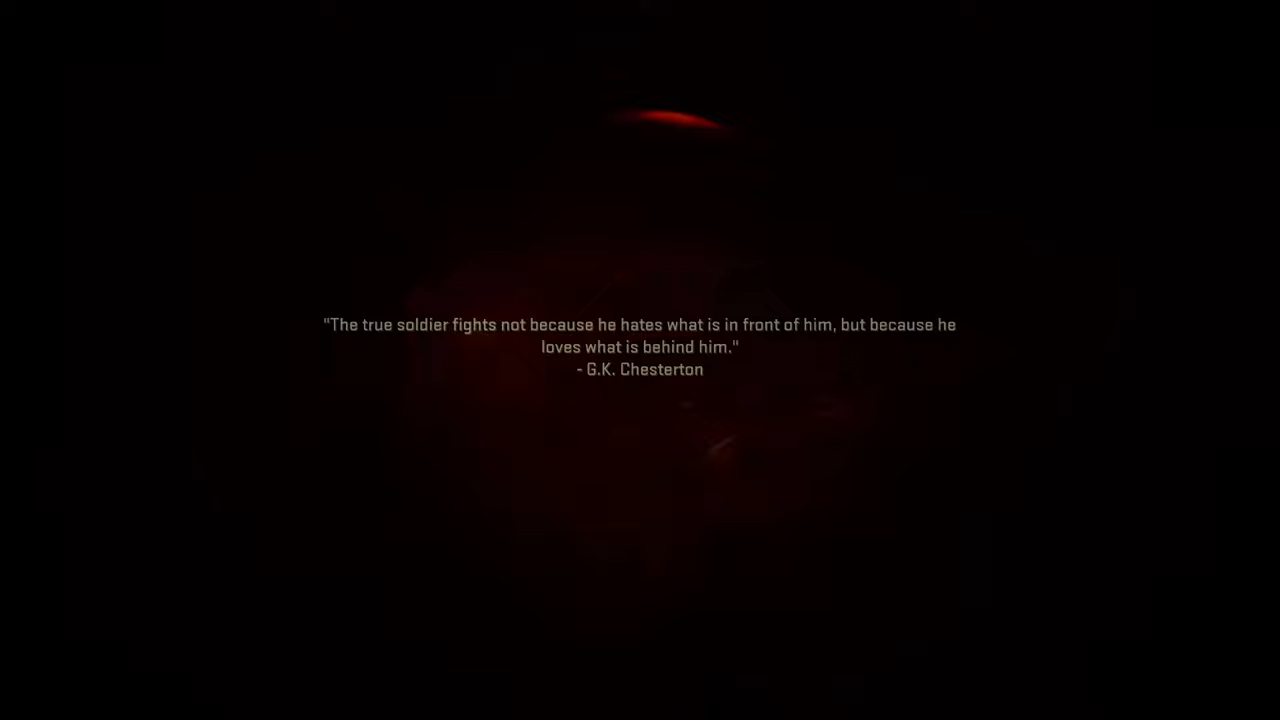 "The true soldier fights not because he hates what is in front of him, but because he
loves what is behind him."
- G.K. Chesterton